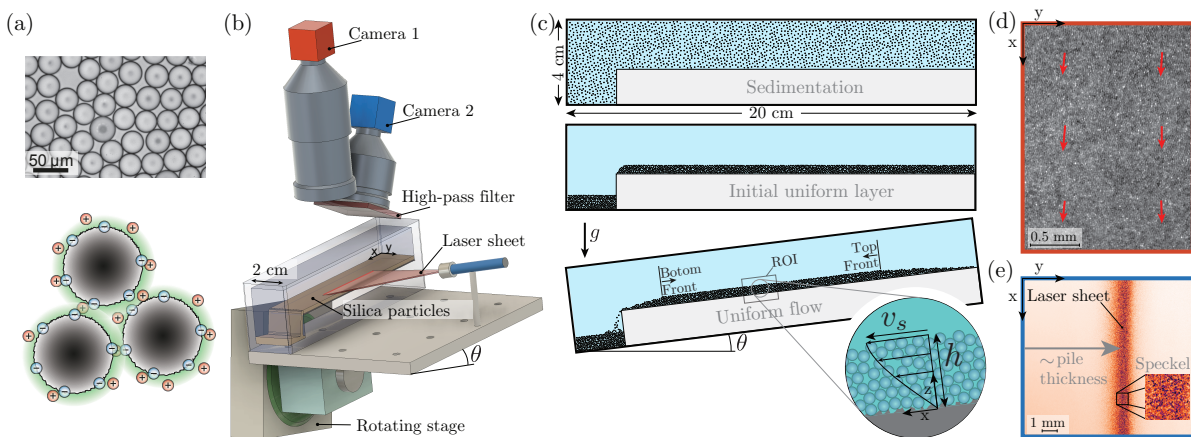 (a)
50 µm
(b)
Camera 1
Camera 2
High-pass filter
Laser sheet
2 cm
x
y
Silica particles
θ
Rotating stage
(c)
4 cm
Sedimentation
20 cm
Initial uniform layer
g
Botom
Front
ROI
Top
Front
Uniform flow
θ
v_s
h
z
x
(d)
y
x
0.5 mm
(e)
y
x
Laser sheet
~pile
thickness
Speckel
1 mm